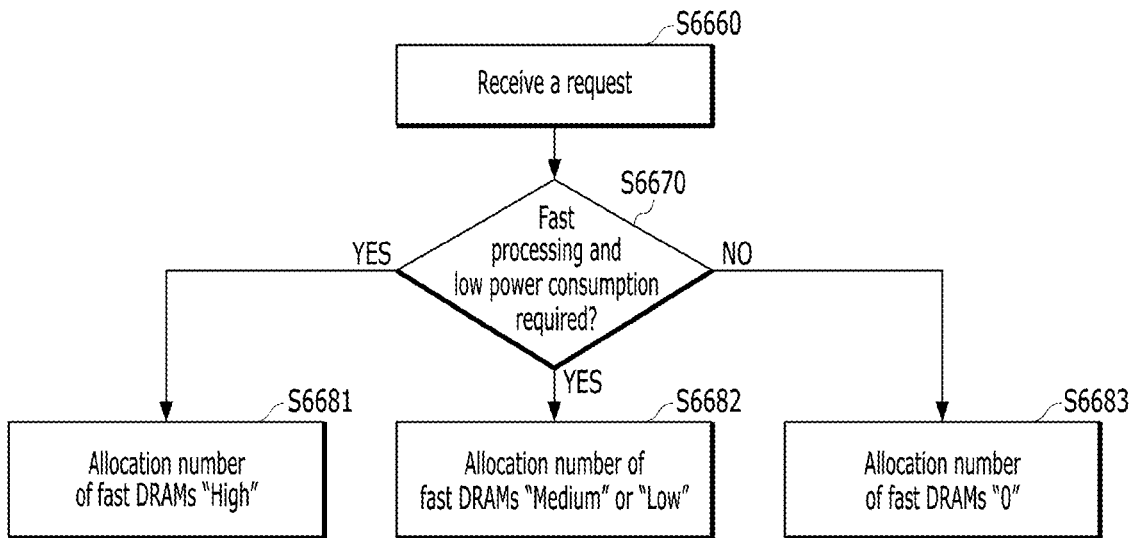 S6660
Receive a request
S6670
Fast
processing and
low power consumption
required?
YES
NO
YES
S6681
Allocation number
of fast DRAMs “High”
S6682
Allocation number of
fast DRAMs “Medium” or “Low”
S6683
Allocation number
of fast DRAMs “0”